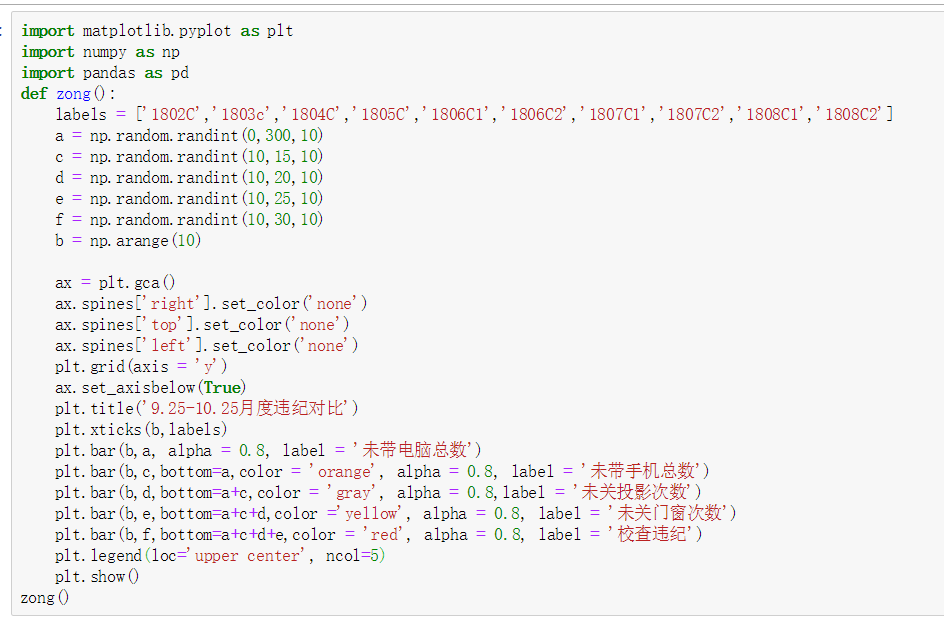 import matplotlib.pyplot as plt
import numpy as np
import pandas as pd
def zong():
    labels = ['1802C','1803c','1804C','1805C','1806C1','1806C2','1807C1','1807C2','1808C1','1808C2']
    a = np.random.randint(0,300,10)
    c = np.random.randint(10,15,10)
    d = np.random.randint(10,20,10)
    e = np.random.randint(10,25,10)
    f = np.random.randint(10,30,10)
    b = np.arange(10)

    ax = plt.gca()
    ax.spines['right'].set_color('none')
    ax.spines['top'].set_color('none')
    ax.spines['left'].set_color('none')
    plt.grid(axis = 'y')
    ax.set_axisbelow(True)
    plt.title('9.25-10.25月度违纪对比')
    plt.xticks(b,labels)
    plt.bar(b,a, alpha = 0.8, label = '未带电脑总数')
    plt.bar(b,c,bottom=a,color = 'orange', alpha = 0.8, label = '未带手机总数')
    plt.bar(b,d,bottom=a+c,color = 'gray', alpha = 0.8,label = '未关投影次数')
    plt.bar(b,e,bottom=a+c+d,color ='yellow', alpha = 0.8, label = '未关门窗次数')
    plt.bar(b,f,bottom=a+c+d+e,color = 'red', alpha = 0.8, label = '校查违纪')
    plt.legend(loc='upper center', ncol=5)
    plt.show()
zong()